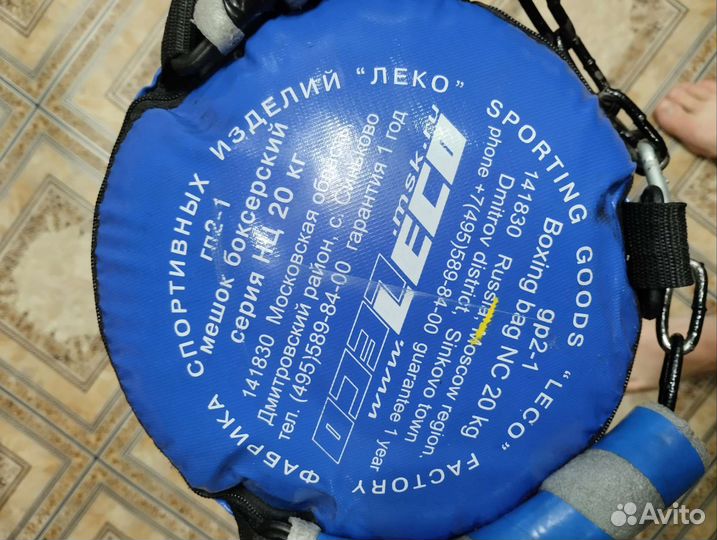 ФАБРИКА СПОРТИВНЫХ ИЗДЕЛИЙ "ЛЕКО"
гп2-1
мешок боксерский
серия НЦ 20 кг
141830 Московская область
Дмитровский район, с. Синьково
тел. (495)589-84-00 гарантия 1 год
www.LECO
LECO
.msk.ru
phone +7(495)589-84-00 guarantee 1 year
Dmitrov district, Sinkovo town
141830 Russia, Moscow region.
Boxing bag NC 20 kg
gp2-1
SPORTING GOODS "LECO" FACTORY
Avito